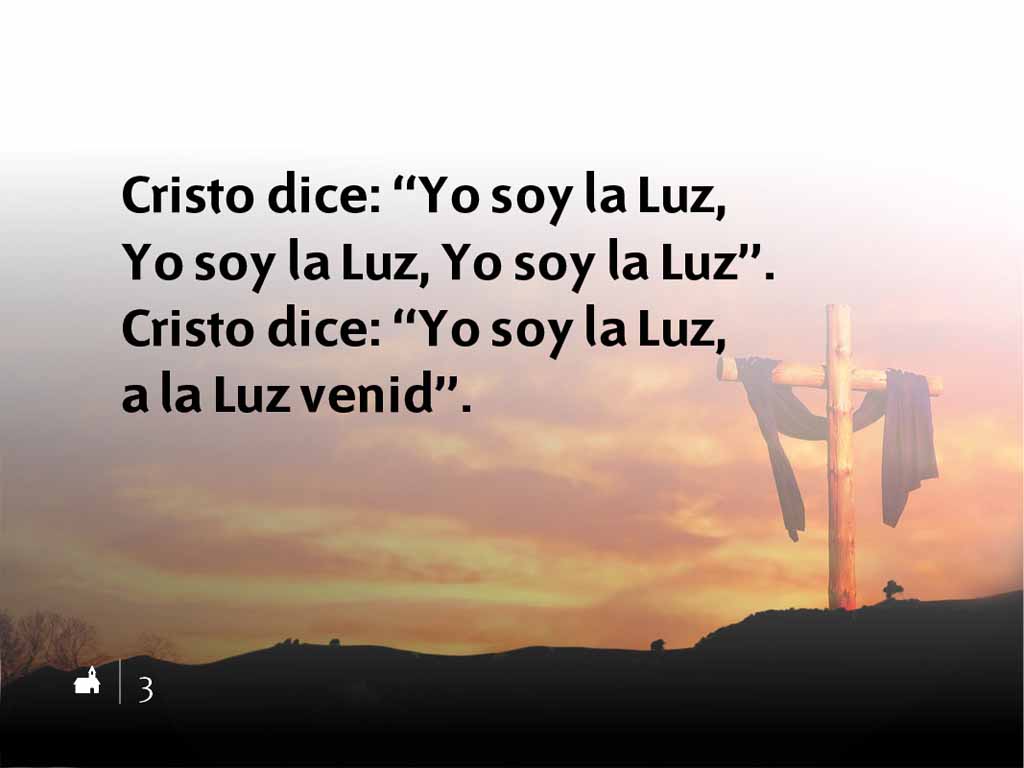 Cristo dice: “Yo soy la Luz,
Yo soy la Luz, Yo soy la Luz”.
Cristo dice: “Yo soy la Luz,
a la Luz venid”.
3